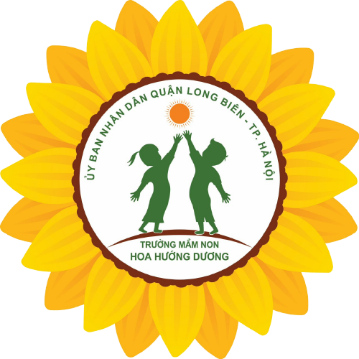 ỦY BAN NHÂN DÂN QUẬN LONG BIÊN - TP. HÀ NỘI
TRƯỜNG MẦM NON
HOA HƯỚNG DƯƠNG